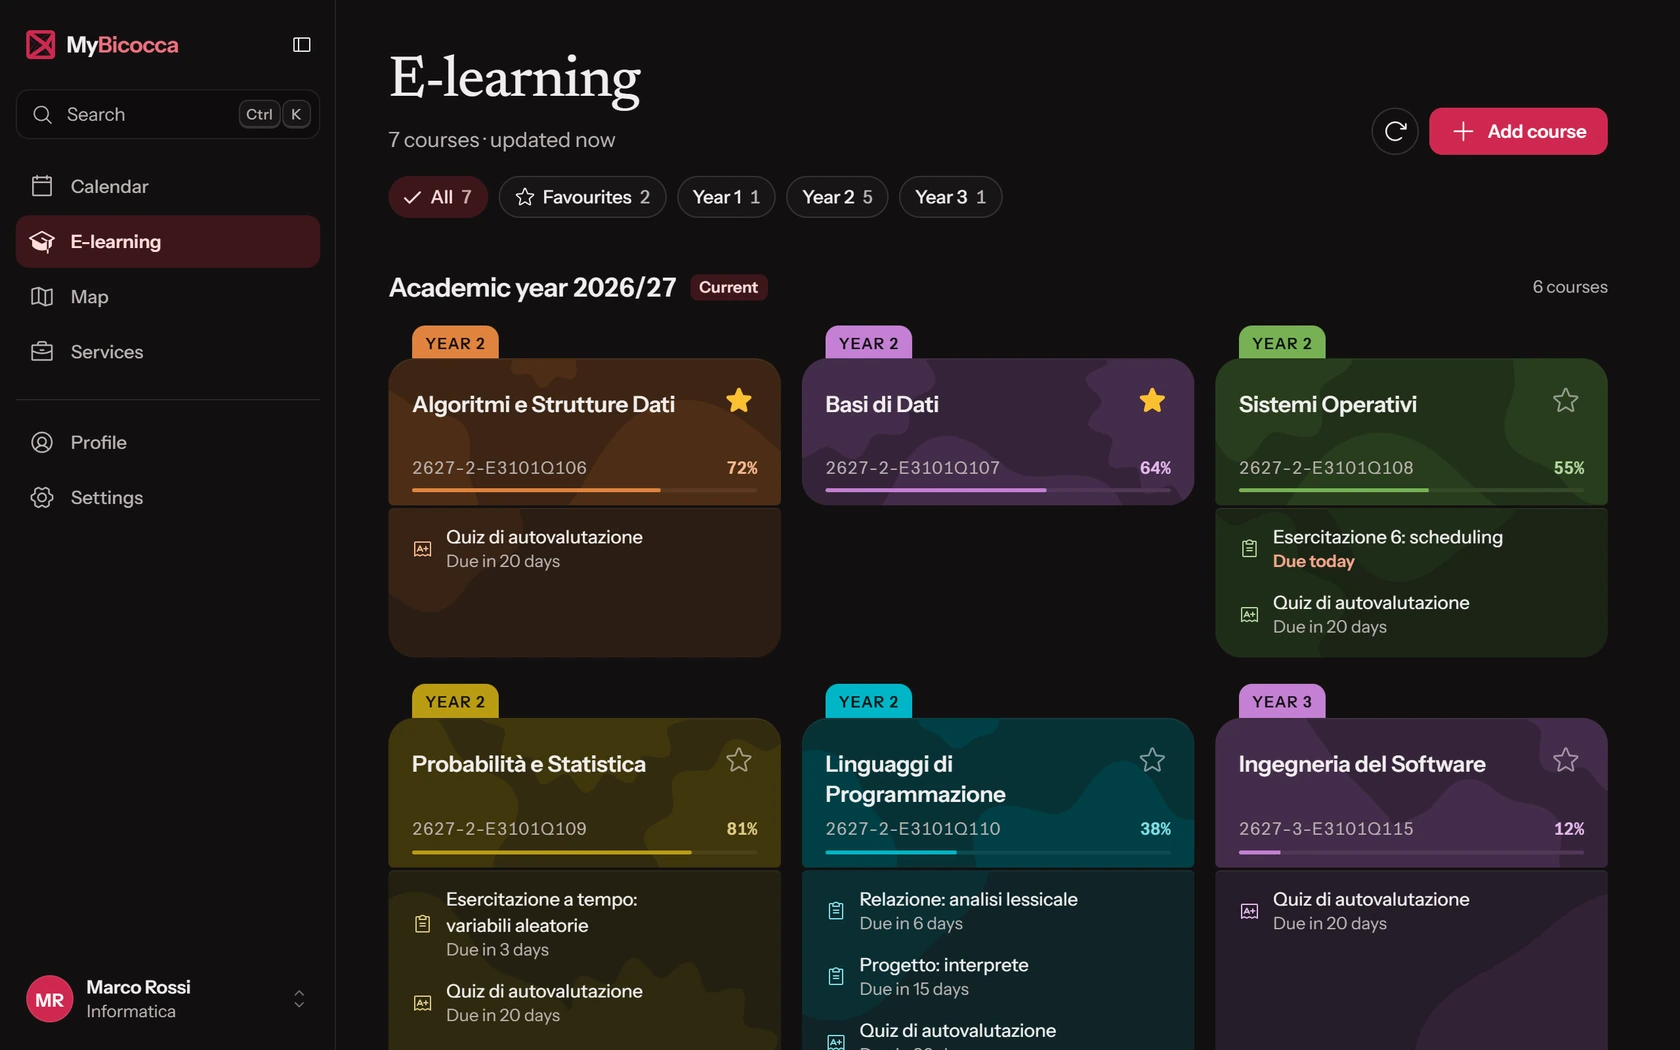 MyBicocca
Search Ctrl K
Calendar
E-learning
Map
Services
Profile
Settings
MR
Marco Rossi
Informatica
E-learning
7 courses · updated now
Add course
All 7
Favourites 2
Year 1 1
Year 2 5
Year 3 1
Academic year 2026/27 Current
6 courses
YEAR 2
Algoritmi e Strutture Dati
2627-2-E3101Q106 72%
A+
Quiz di autovalutazione
Due in 20 days
YEAR 2
Basi di Dati
2627-2-E3101Q107 64%
YEAR 2
Sistemi Operativi
2627-2-E3101Q108 55%
Esercitazione 6: scheduling
Due today
A+
Quiz di autovalutazione
Due in 20 days
YEAR 2
Probabilità e Statistica
2627-2-E3101Q109 81%
Esercitazione a tempo:
variabili aleatorie
Due in 3 days
A+
Quiz di autovalutazione
Due in 20 days
YEAR 2
Linguaggi di
Programmazione
2627-2-E3101Q110 38%
Relazione: analisi lessicale
Due in 6 days
Progetto: interprete
Due in 15 days
A+
Quiz di autovalutazione
YEAR 3
Ingegneria del Software
2627-3-E3101Q115 12%
A+
Quiz di autovalutazione
Due in 20 days